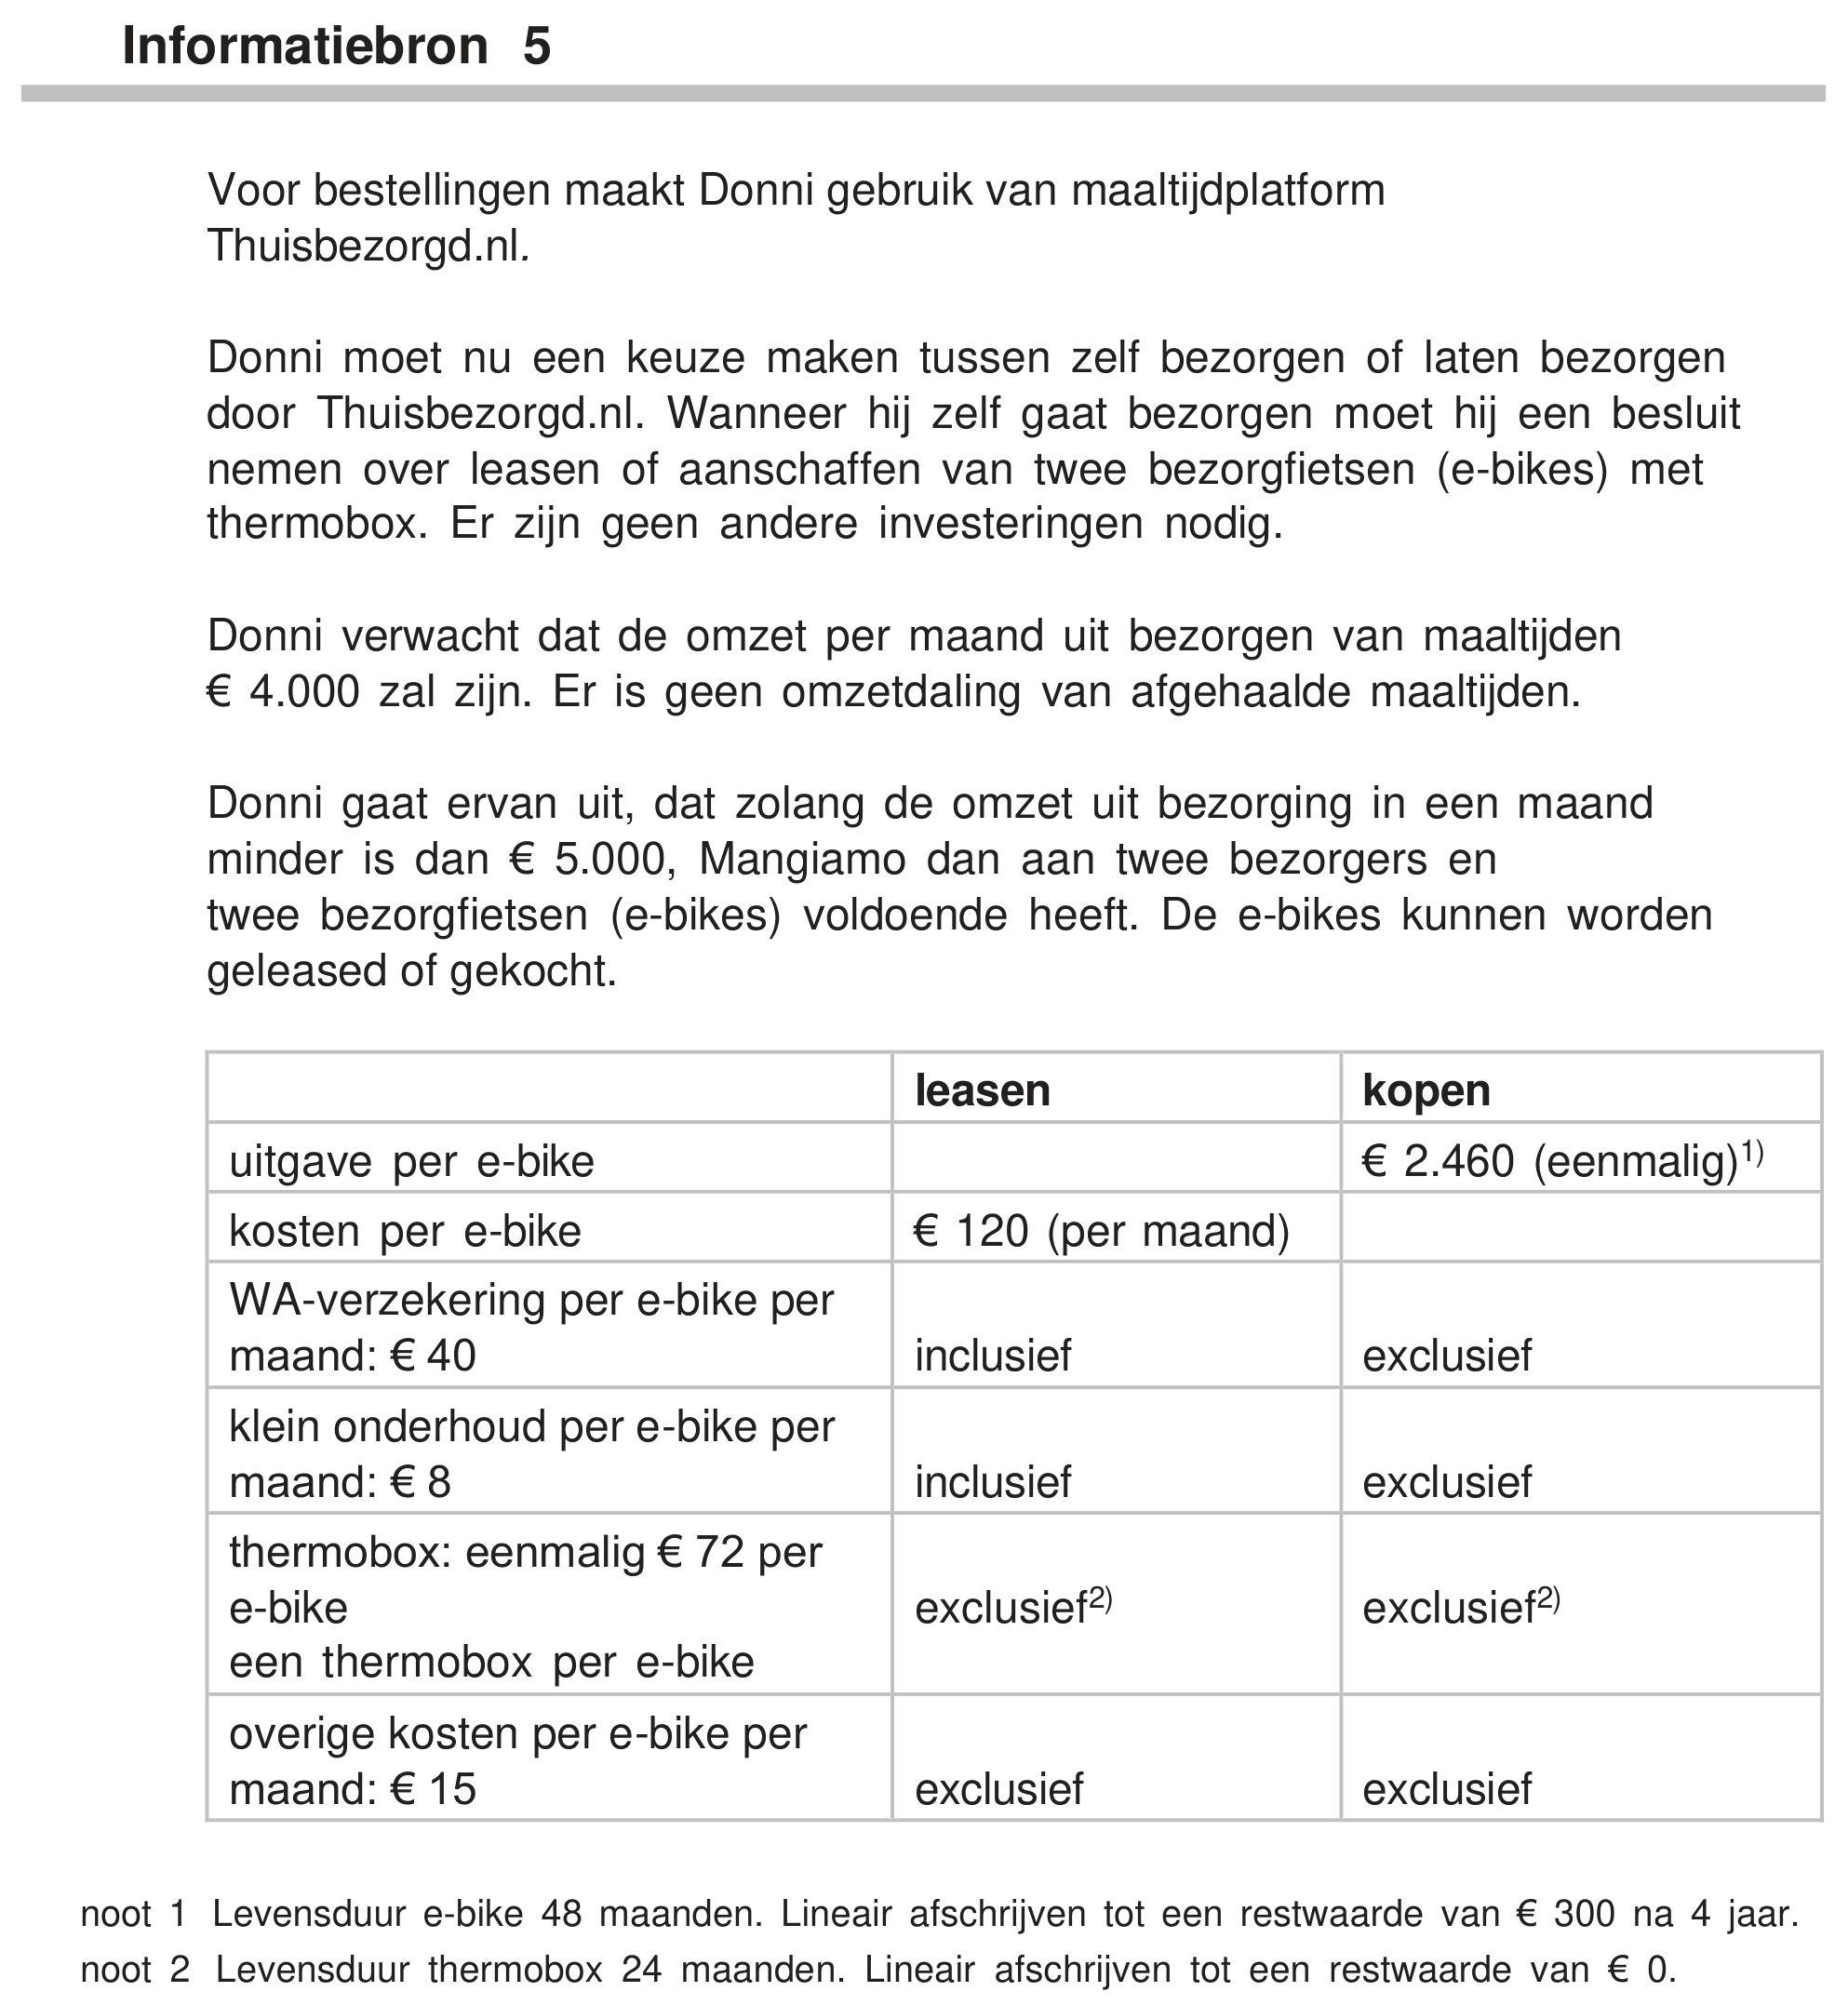 Informatiebron 5
Voor bestellingen maakt Donni gebruik van maaltijdplatform
Thuisbezorgd.nl.
Donni moet nu een keuze maken tussen zelf bezorgen of laten bezorgen
door Thuisbezorgd.nl. Wanneer hij zelf gaat bezorgen moet hij een besluit
nemen over leasen of aanschaffen van twee bezorgfietsen (e-bikes) met
thermobox. Er zijn geen andere investeringen nodig.
Donni verwacht dat de omzet per maand uit bezorgen van maaltijden
€ 4.000 zal zijn. Er is geen omzetdaling van afgehaalde maaltijden.
Donni gaat ervan uit, dat zolang de omzet uit bezorging in een maand
minder is dan € 5.000, Mangiamo dan aan twee bezorgers en
twee bezorgfietsen (e-bikes) voldoende heeft. De e-bikes kunnen worden
geleased of gekocht.
leasen kopen
uitgave per e-bike € 2.460 (eenmalig)1)
kosten per e-bike € 120 (per maand)
WA-verzekering per e-bike per
maand: € 40 inclusief exclusief
klein onderhoud per e-bike per
maand: € 8 inclusief exclusief
thermobox: eenmalig € 72 per
e-bike exclusief2) exclusief2)
een thermobox per e-bike
overige kosten per e-bike per
maand: € 15 exclusief exclusief
noot 1 Levensduur e-bike 48 maanden. Lineair afschrijven tot een restwaarde van € 300 na 4 jaar.
noot 2 Levensduur thermobox 24 maanden. Lineair afschrijven tot een restwaarde van € 0.